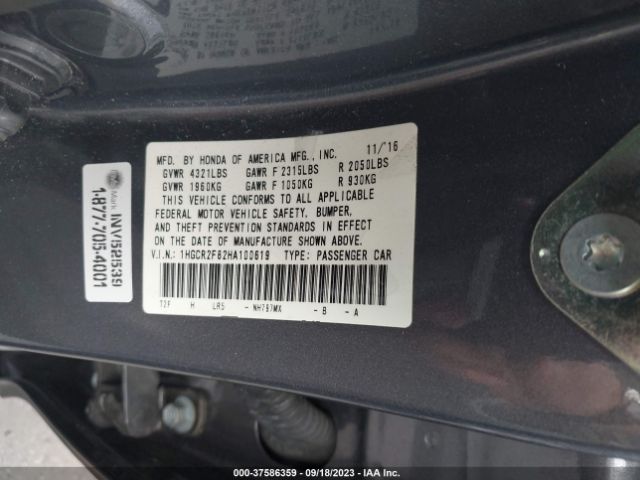 MFD. BY HONDA OF AMERICA MFG., INC. 11/16
GVWR 4321LBS GAWR F 2315LBS R 2050LBS
GVWR 1960KG GAWR F 1050KG R 930KG
THIS VEHICLE CONFORMS TO ALL APPLICABLE
FEDERAL MOTOR VEHICLE SAFETY, BUMPER,
AND THEFT PREVENTION STANDARDS IN EFFECT
ON THE DATE OF MANUFACTURE SHOWN ABOVE.
V.I.N.: 1HGCR2F82HA100619 TYPE: PASSENGER CAR
T2F H LR5 - NH797MX - B - A
INV52539
1-877-705-4001
000-37586359 - 09/18/2023 - IAA Inc.